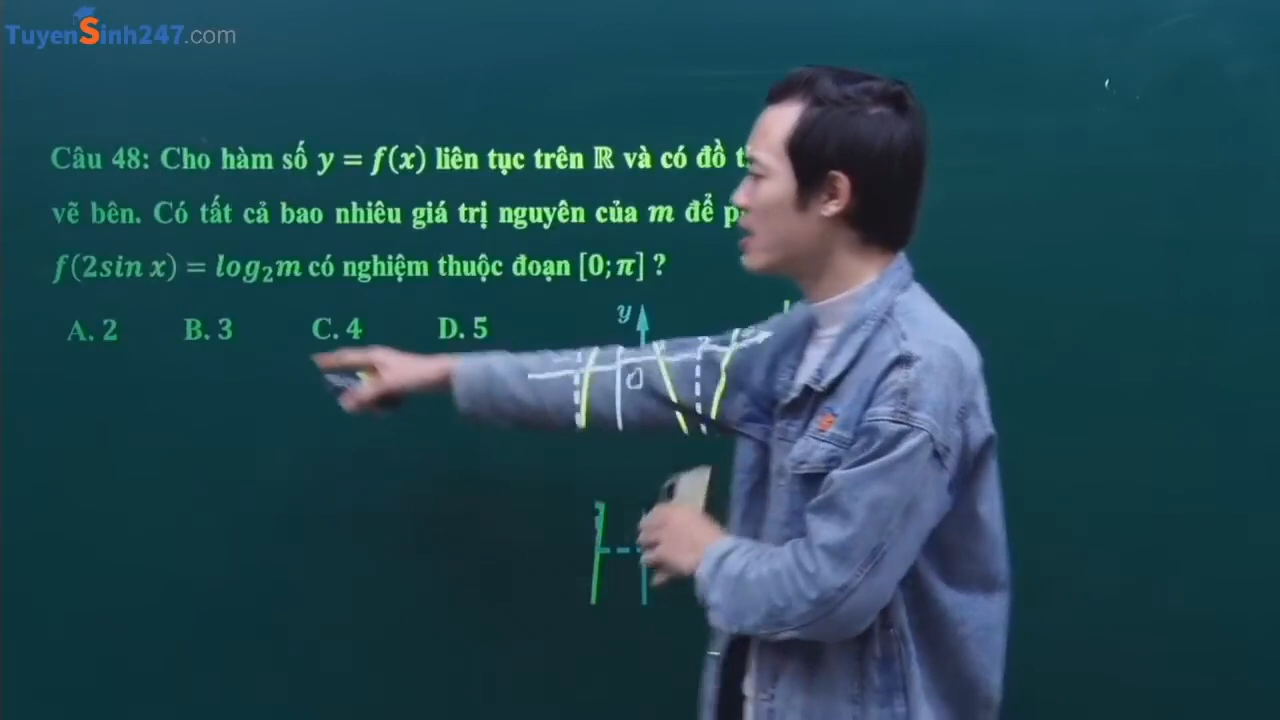 TuyenSinh247.com
Câu 48: Cho hàm số y = f(x) liên tục trên ℝ và có đồ
vẽ bên. Có tất cả bao nhiêu giá trị nguyên của m để
f(2sin x) = log₂m có nghiệm thuộc đoạn [0; π] ?
A. 2 B. 3 C. 4 D. 5
y
O